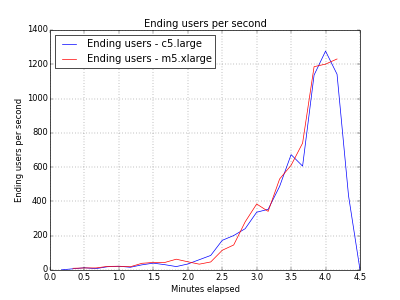 Ending users per second
Ending users - c5.large
Ending users - m5.xlarge
Ending users per second
1400
1200
1000
800
600
400
200
0
0.0 0.5 1.0 1.5 2.0 2.5 3.0 3.5 4.0 4.5
Minutes elapsed